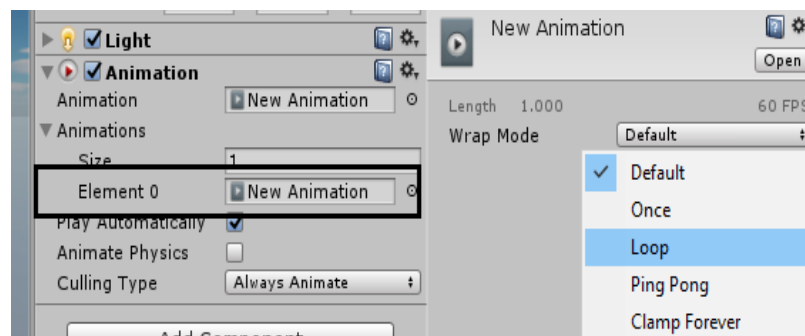 Light
Animation
Animation New Animation
Animations
Size 1
Element 0 New Animation
Play Automatically
Animate Physics
Culling Type Always Animate
Add Component
New Animation
Open
Length 1.000 60 FPS
Wrap Mode Default
Default
Once
Loop
Ping Pong
Clamp Forever